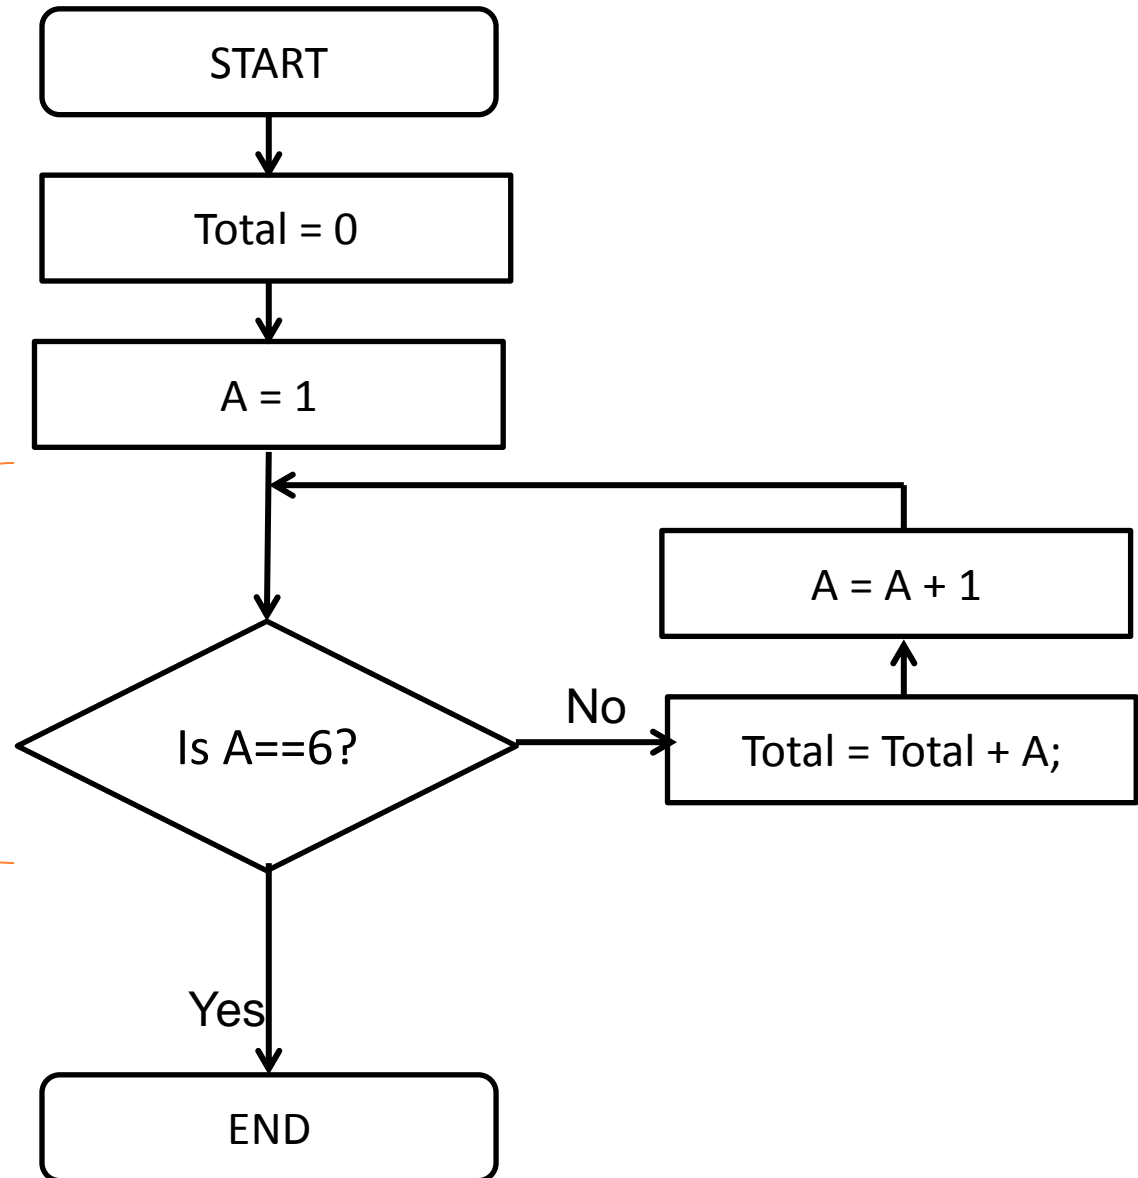 START
Total = 0
A = 1
A = A + 1
No
Is A==6?
Total = Total + A;
Yes
END